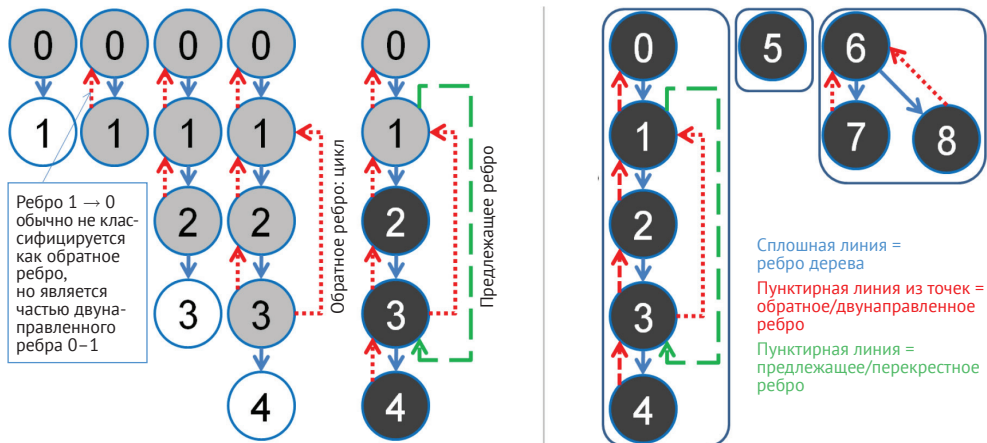 0 0 0 0 0
1 1 1 1 1
2 2 2
3 3 3
4 4
Ребро 1 → 0
обычно не клас-
сифицируется
как обратное
ребро,
но является
частью двуна-
правленного
ребра 0–1
Обратное ребро: цикл
Предлежащее ребро
0 5 6
1 7 8
2
3
4
Сплошная линия =
ребро дерева
Пунктирная линия из точек =
обратное/двунаправленное
ребро
Пунктирная линия =
предлежащее/перекрестное
ребро